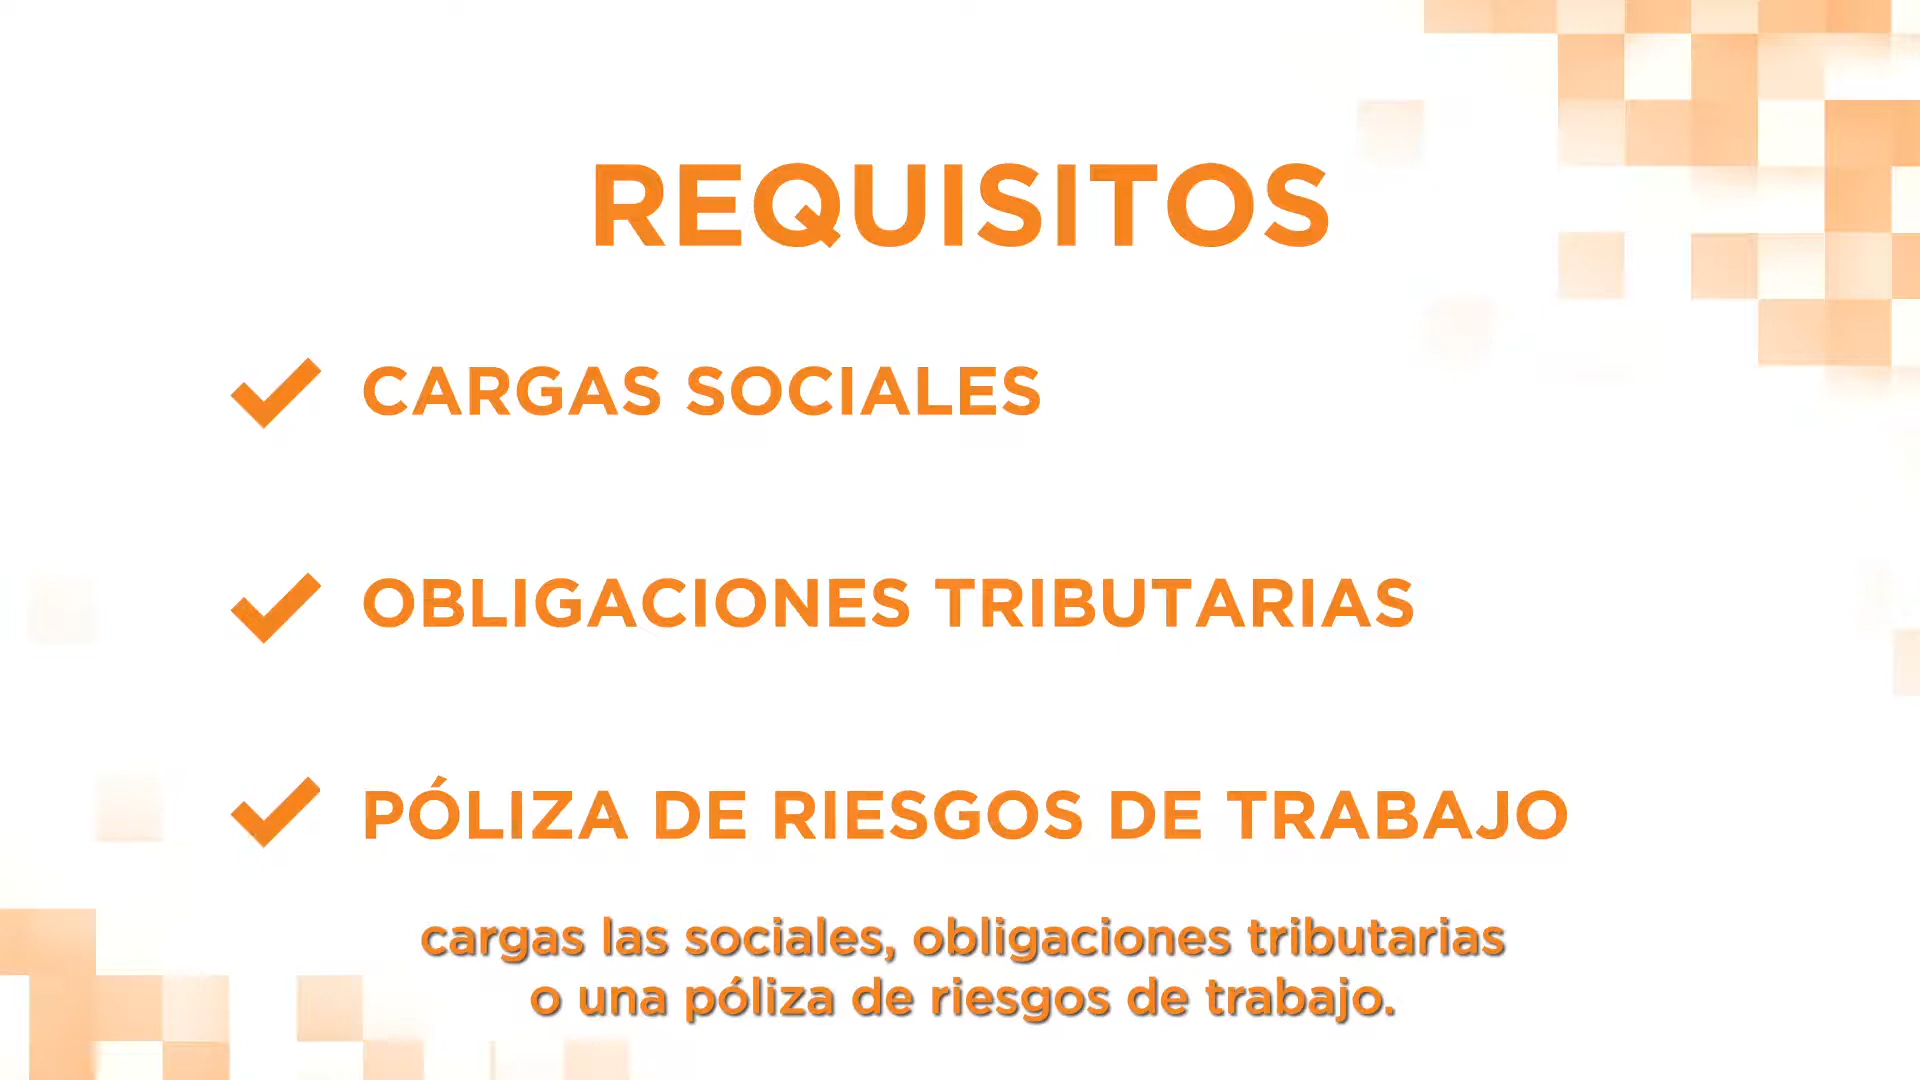 REQUISITOS
CARGAS SOCIALES
OBLIGACIONES TRIBUTARIAS
PÓLIZA DE RIESGOS DE TRABAJO
cargas las sociales, obligaciones tributarias
o una póliza de riesgos de trabajo.